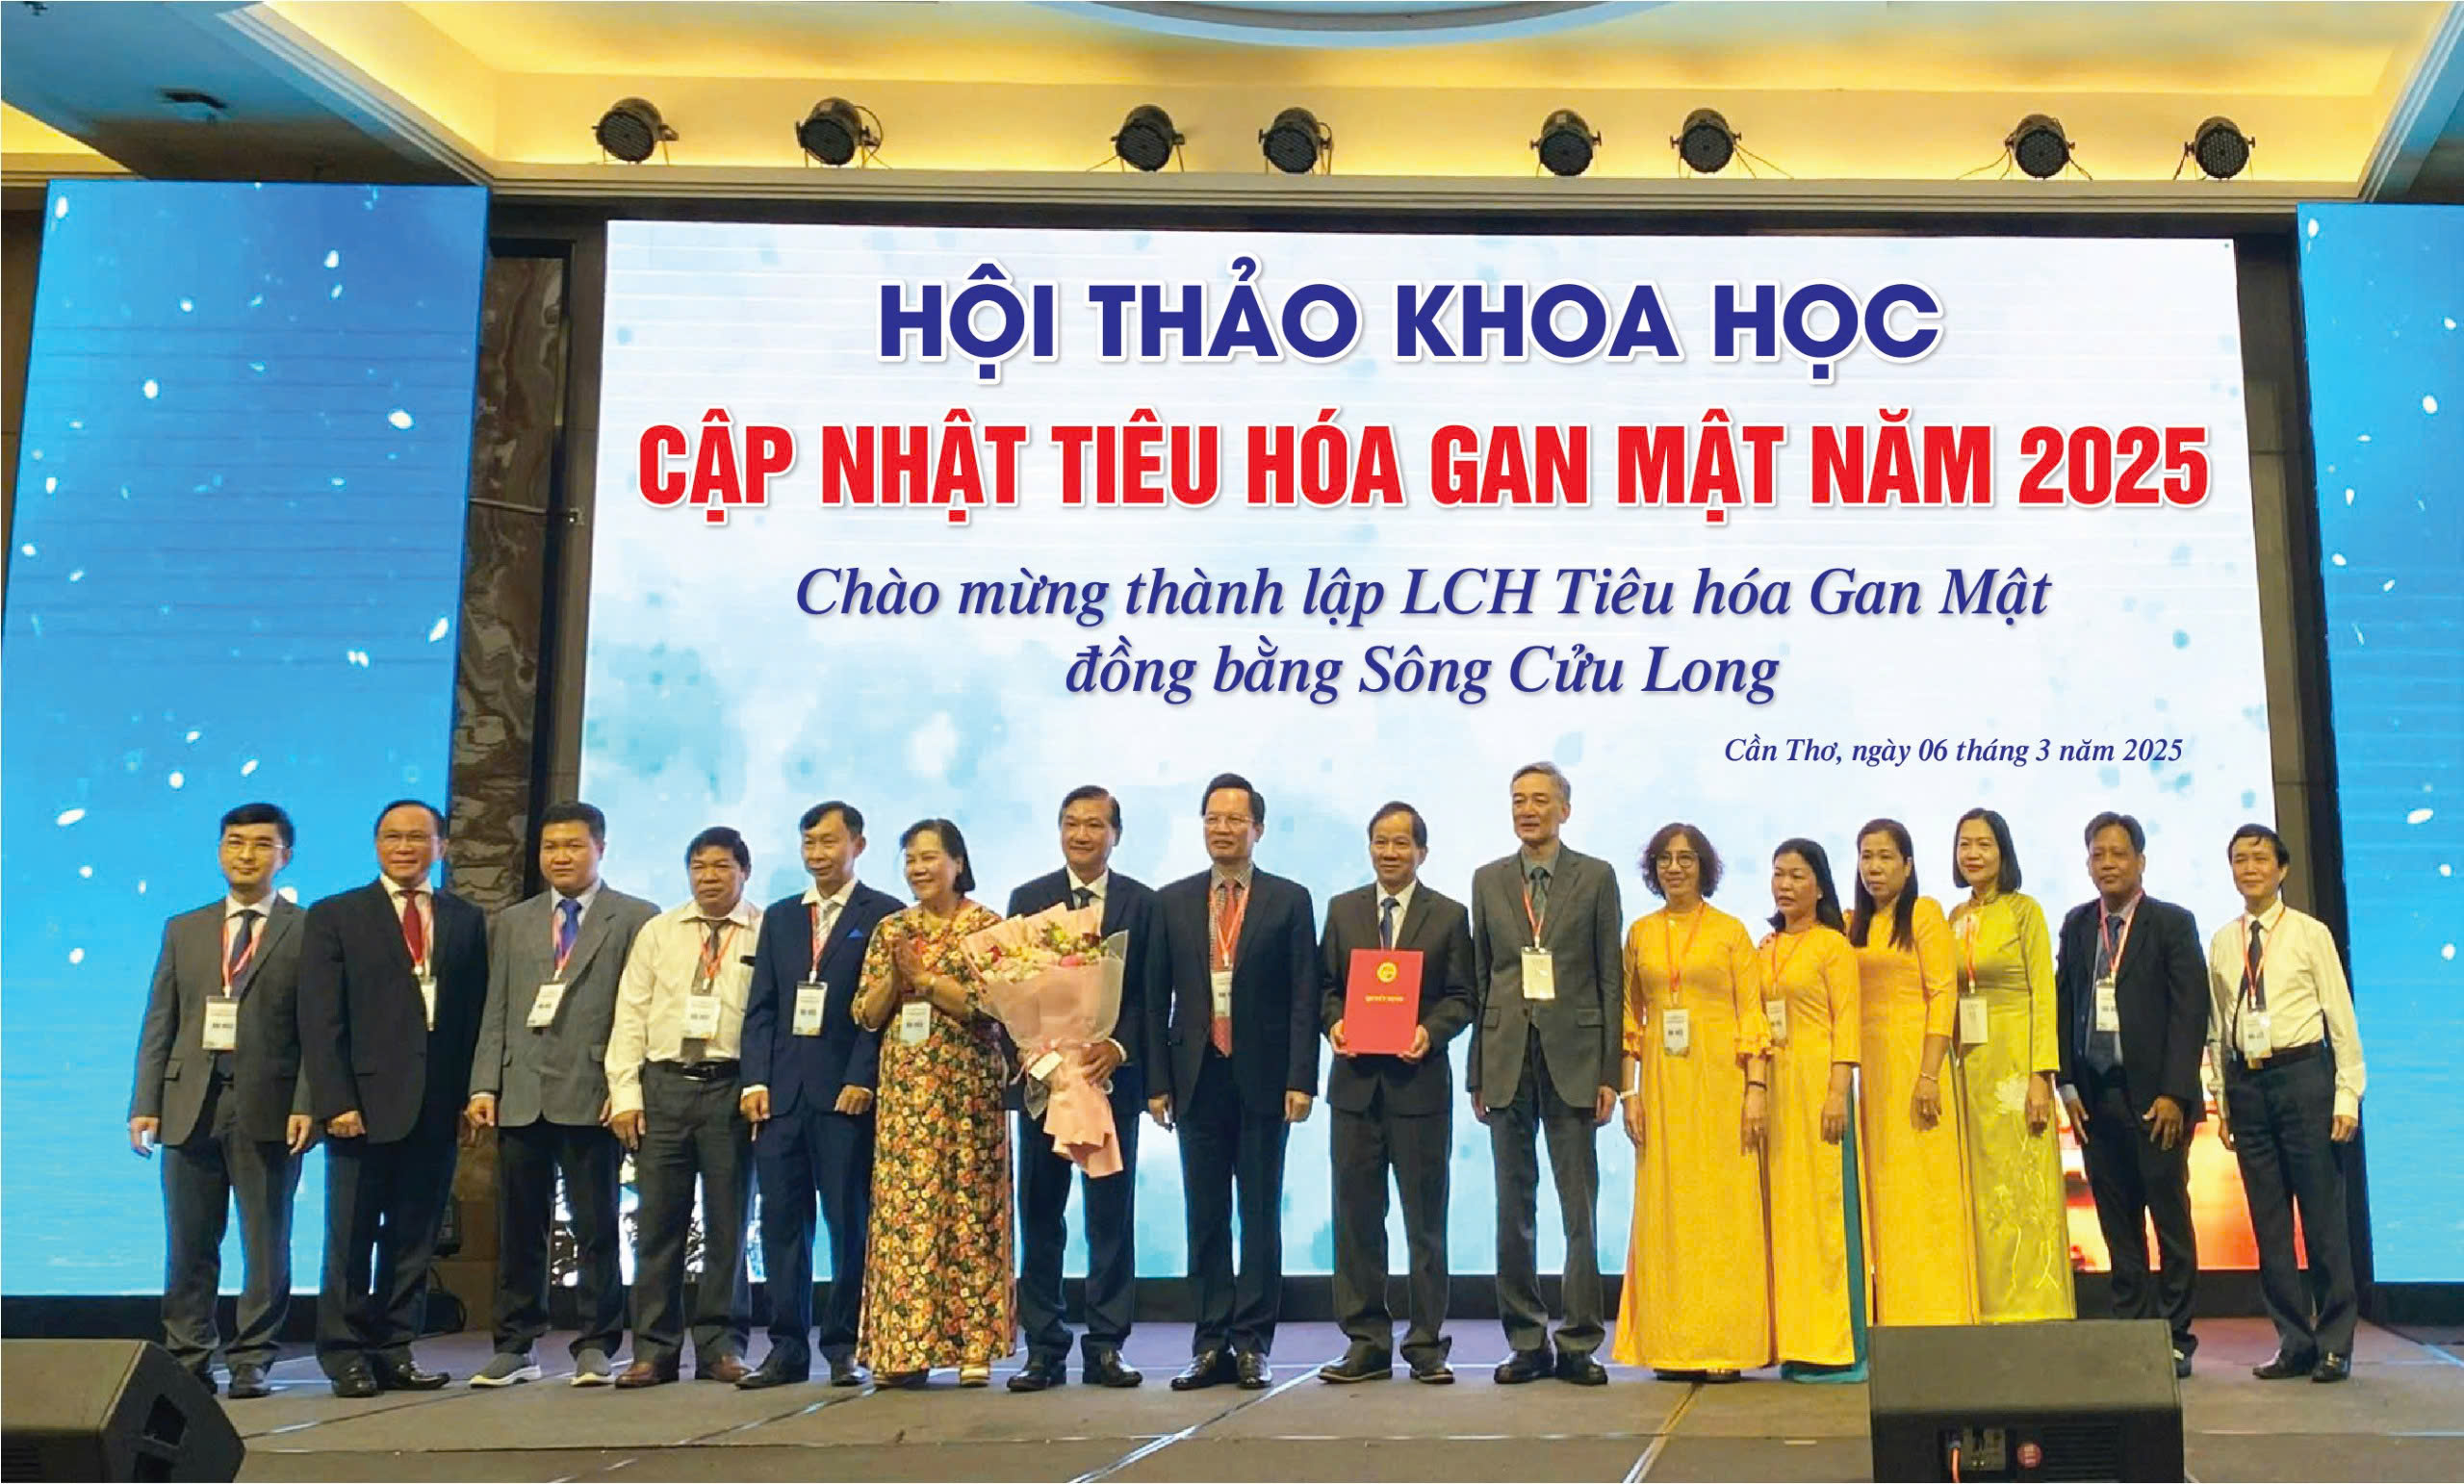 HỘI THẢO KHOA HỌC
CẬP NHẬT TIÊU HÓA GAN MẬT NĂM 2025
Chào mừng thành lập LCH Tiêu hóa Gan Mật
đồng bằng Sông Cửu Long
Cần Thơ, ngày 06 tháng 3 năm 2025